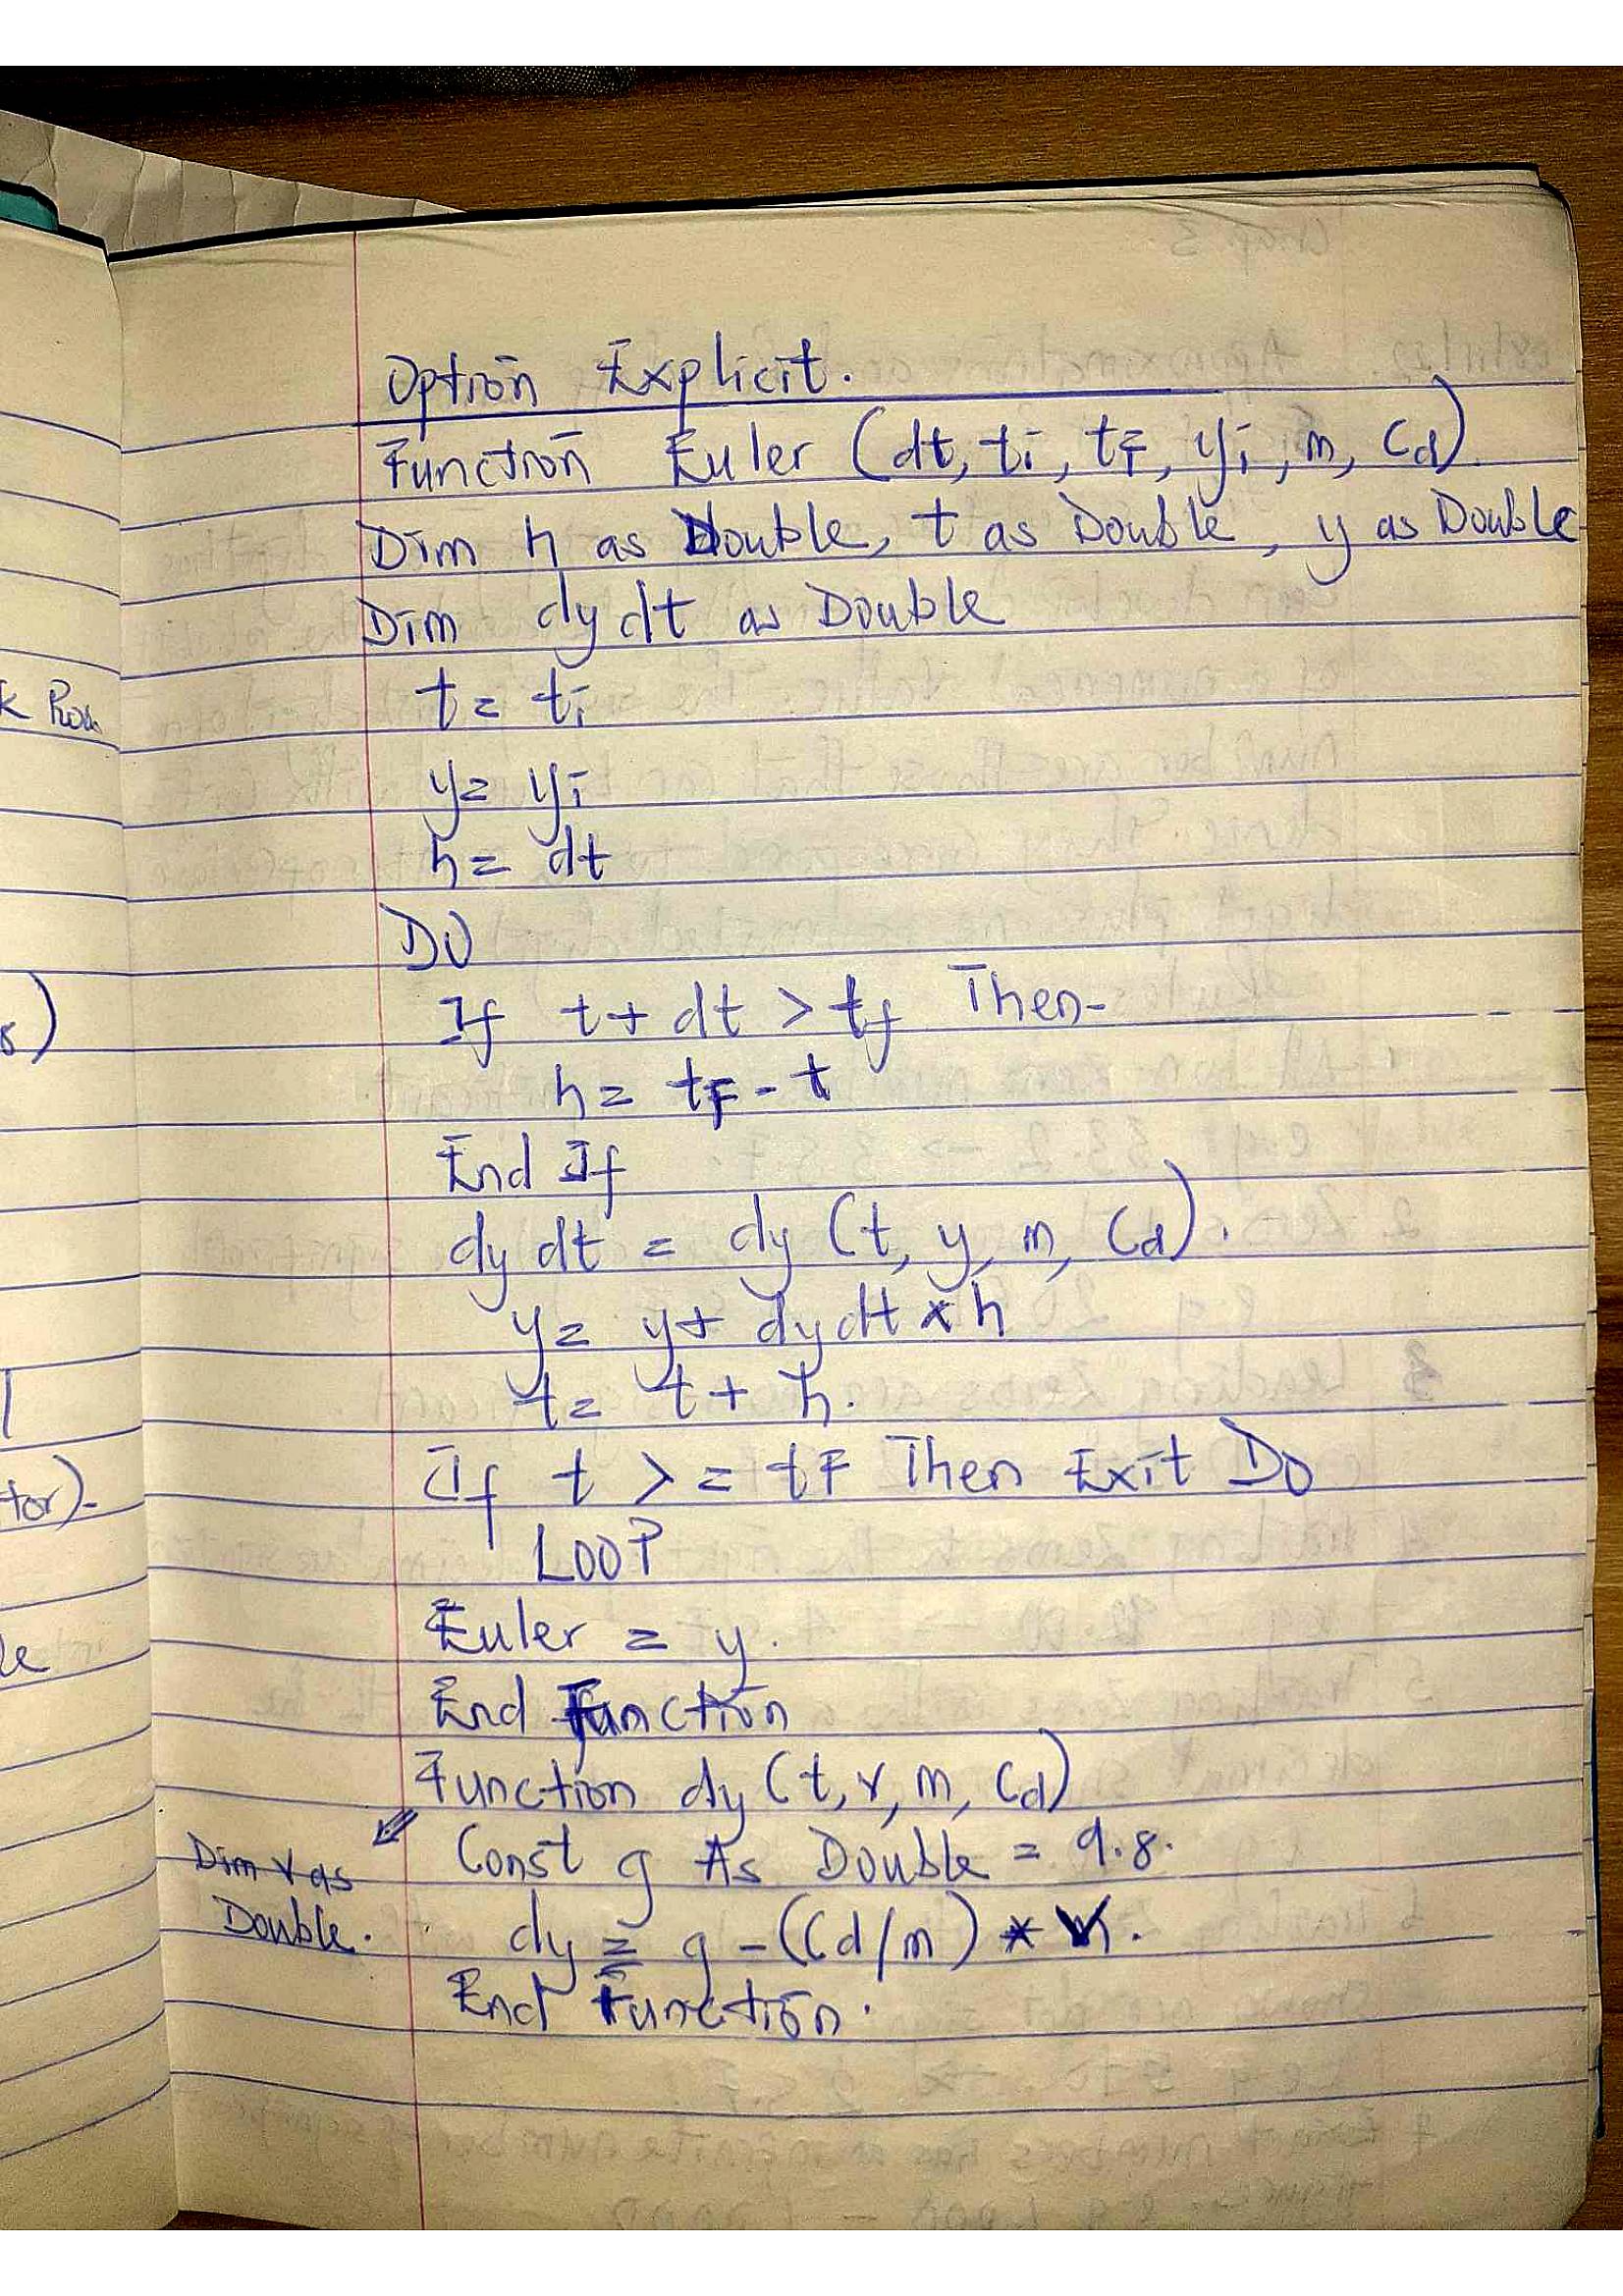 Option Explicit.
Function Euler (dt, ti, tF, yi, m, Cd)
Dim h as Double, t as Double, y as Double
Dim dydt as Double
t = ti
y = yi
h = dt
DO
If t + dt > tf Then
h = tF - t
End If
dydt = dy (t, y, m, Cd).
y = y + dydt * h
t = t + h.
If t >= tF Then Exit Do
LOOP
Euler = y.
End Function
Function dy (t, v, m, Cd)
Const g As Double = 9.8.
Dim v as
Double.
dy = g - (Cd/m) * v.
End Function.